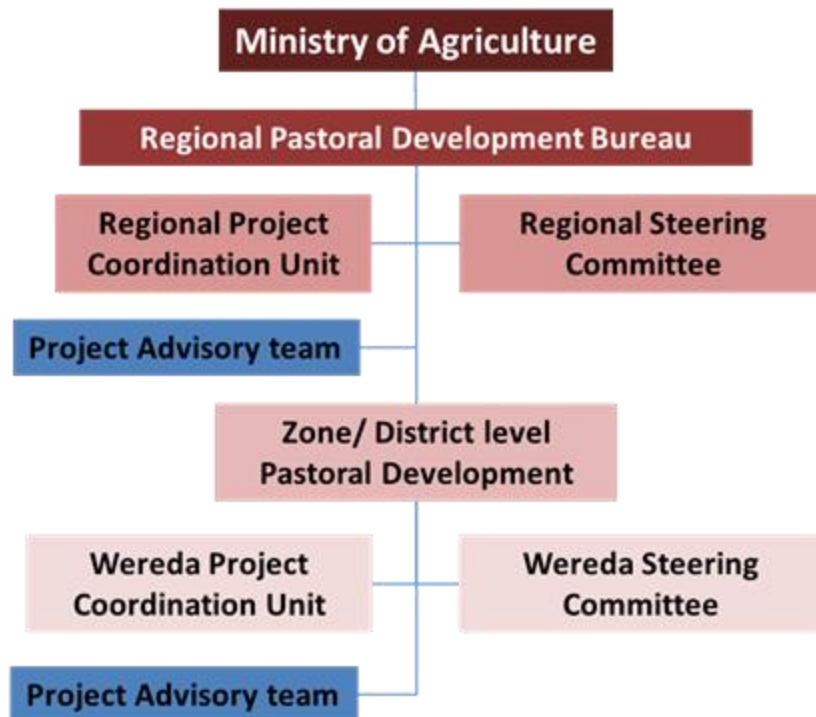 Ministry of Agriculture
Regional Pastoral Development Bureau
Regional Project
Coordination Unit
Regional Steering
Committee
Project Advisory team
Zone/ District level
Pastoral Development
Wereda Project
Coordination Unit
Wereda Steering
Committee
Project Advisory team